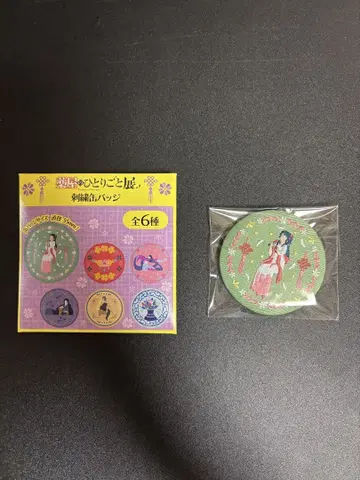 薬屋のひとりごと展
刺繍缶バッジ
全6種